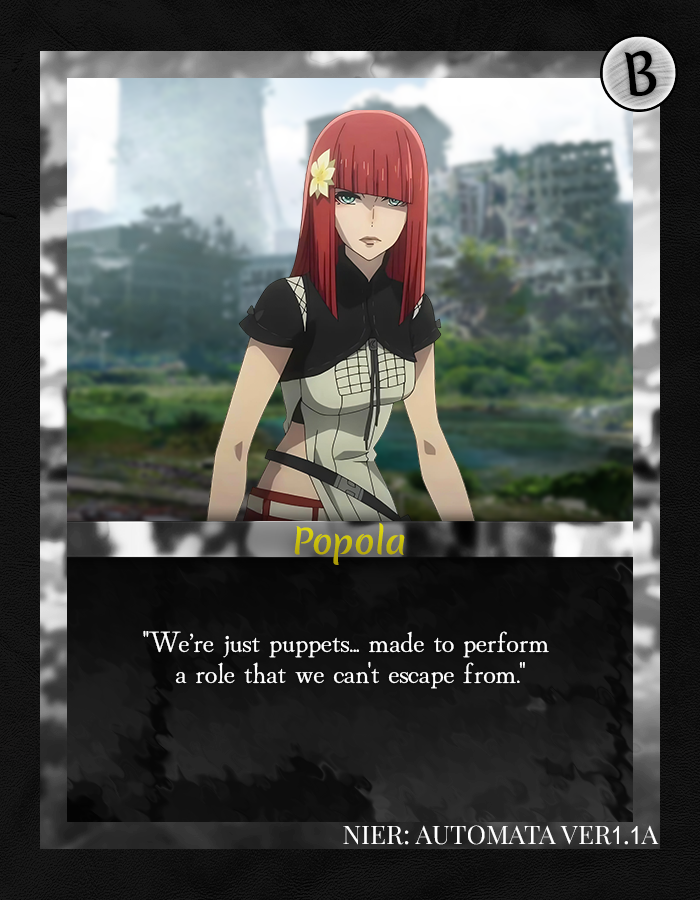 B
Popola
"We're just puppets... made to perform
a role that we can't escape from."
NIER: AUTOMATA VER1.1A